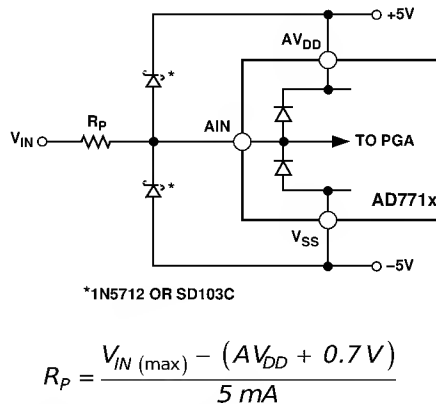 +5V
AVDD
*
RP
AIN
VIN
TO PGA
*
AD771x
VSS
−5V
*1N5712 OR SD103C
RP = VIN (max) − (AVDD + 0.7 V) / 5 mA